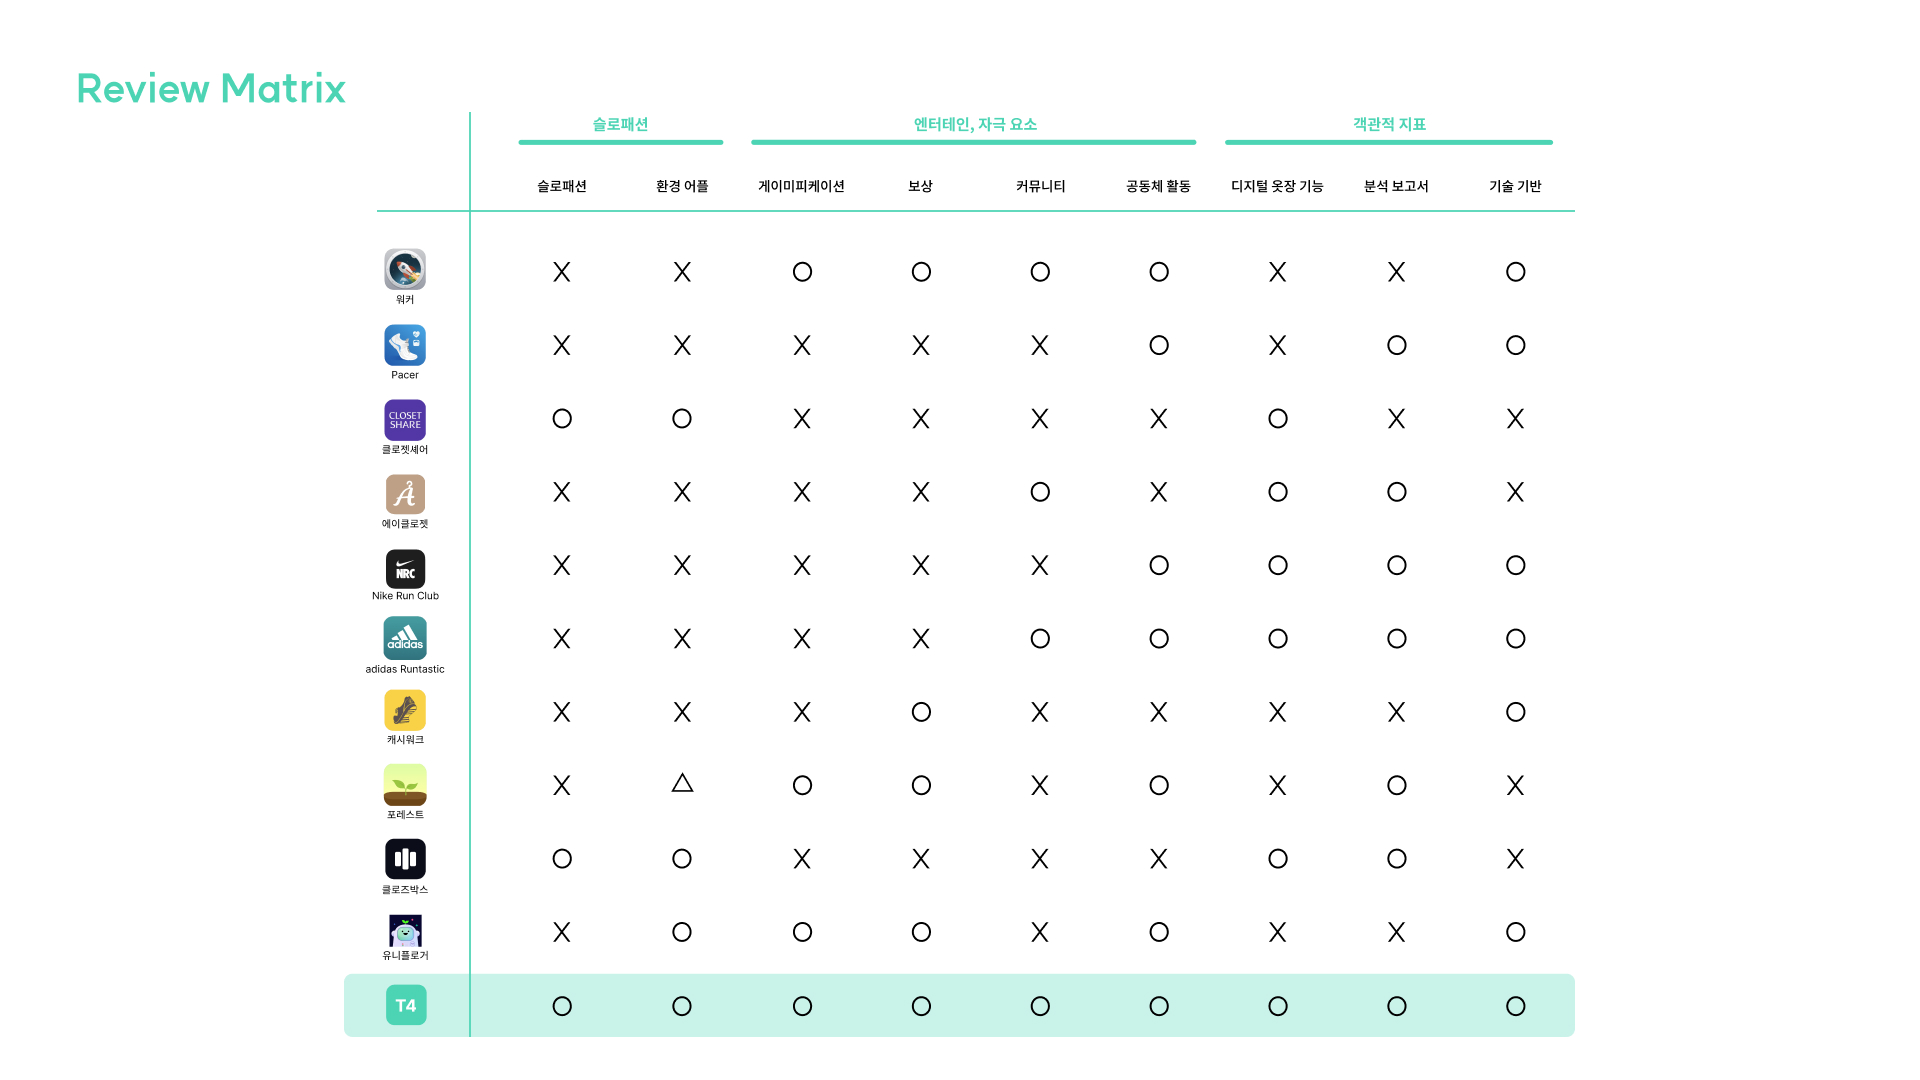 Review Matrix
슬로패션 엔터테인, 자극 요소 객관적 지표
슬로패션 환경 어플 게이미피케이션 보상 커뮤니티 공동체 활동 디지털 옷장 기능 분석 보고서 기술 기반
X X O O O O X X O
워커
X X X X X O X O O
Pacer
CLOSET
SHARE
O O X X X X O X X
클로젯셰어
X X X X O X O O X
에이클로젯
NRC
X X X X X O O O O
Nike Run Club
adidas
X X X X O O O O O
adidas Runtastic
X X X O X X X X O
캐시워크
X △ O O X O X O X
포레스트
O O X X X X O O X
클로즈박스
X O O O X O X X O
유니플로거
T4 O O O O O O O O O